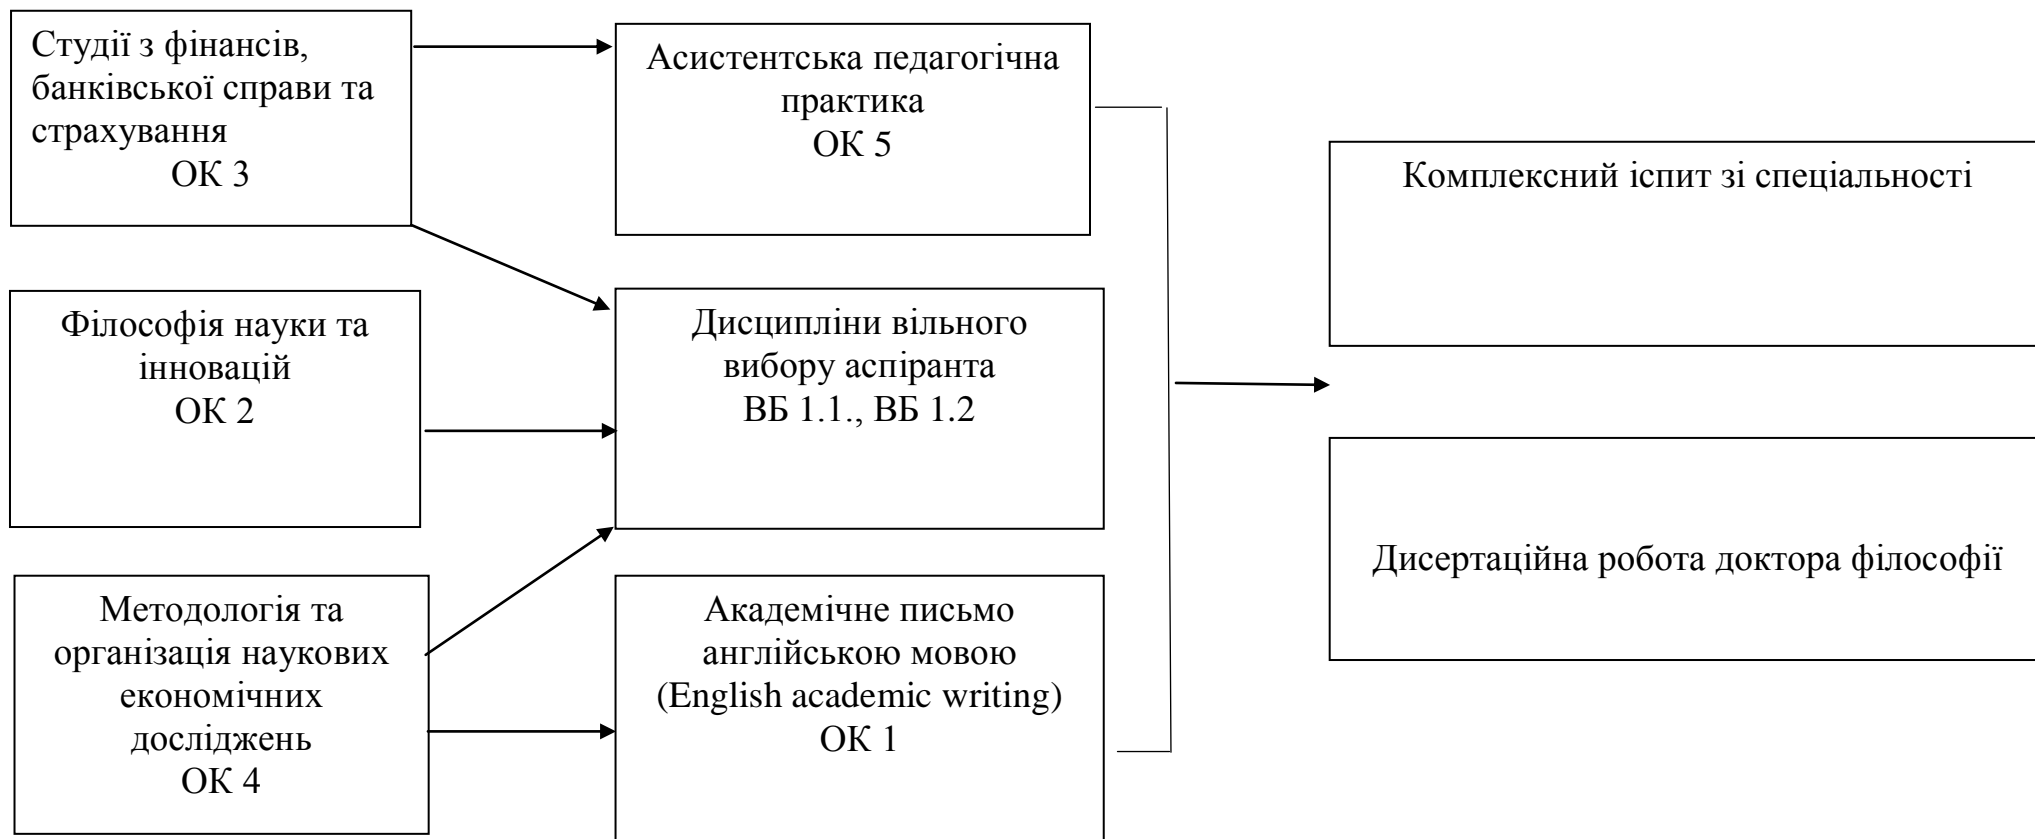 Студії з фінансів,
банківської справи та
страхування
ОК 3
Асистентська педагогічна
практика
ОК 5
Комплексний іспит зі спеціальності
Філософія науки та
інновацій
ОК 2
Дисципліни вільного
вибору аспіранта
ВБ 1.1., ВБ 1.2
Дисертаційна робота доктора філософії
Методологія та
організація наукових
економічних
досліджень
ОК 4
Академічне письмо
англійською мовою
(English academic writing)
ОК 1